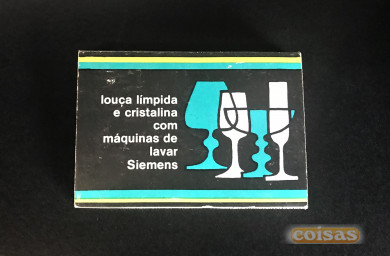 louça límpida
e cristalina
com
máquinas de
lavar
Siemens
coisas